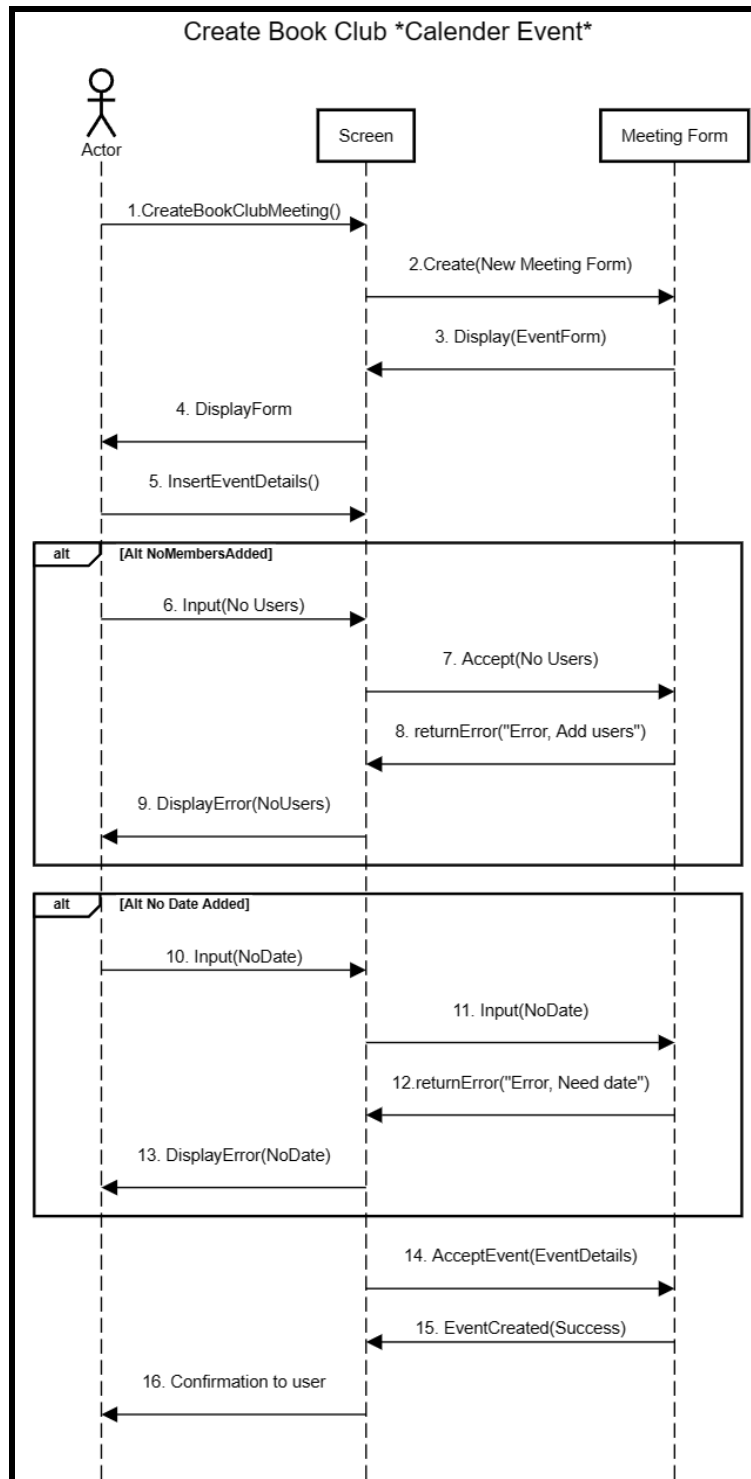 Create Book Club *Calender Event*
Actor
Screen
Meeting Form
1.CreateBookClubMeeting()
2.Create(New Meeting Form)
3. Display(EventForm)
4. DisplayForm
5. InsertEventDetails()
alt
[Alt NoMembersAdded]
6. Input(No Users)
7. Accept(No Users)
8. returnError("Error, Add users")
9. DisplayError(NoUsers)
alt
[Alt No Date Added]
10. Input(NoDate)
11. Input(NoDate)
12.returnError("Error, Need date")
13. DisplayError(NoDate)
14. AcceptEvent(EventDetails)
15. EventCreated(Success)
16. Confirmation to user